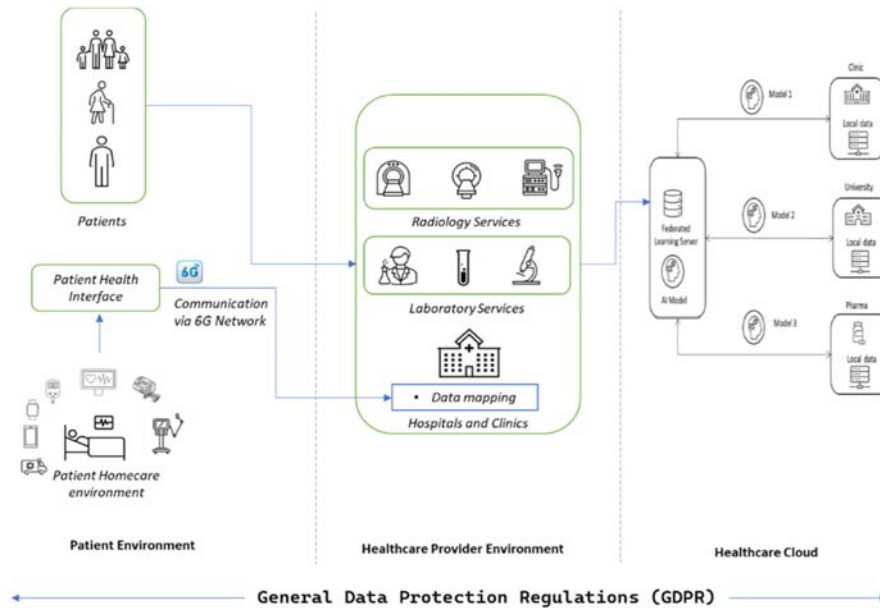 Patients
Patient Health
Interface
6G
Communication
via 6G Network
Patient Homecare
environment
Patient Environment
Radiology Services
Laboratory Services
• Data mapping
Hospitals and Clinics
Healthcare Provider Environment
Federated
Learning Server
AI Model
Model 1
Model 2
Model 3
Clinic
Local data
University
Local data
Pharma
Local data
Healthcare Cloud
General Data Protection Regulations (GDPR)